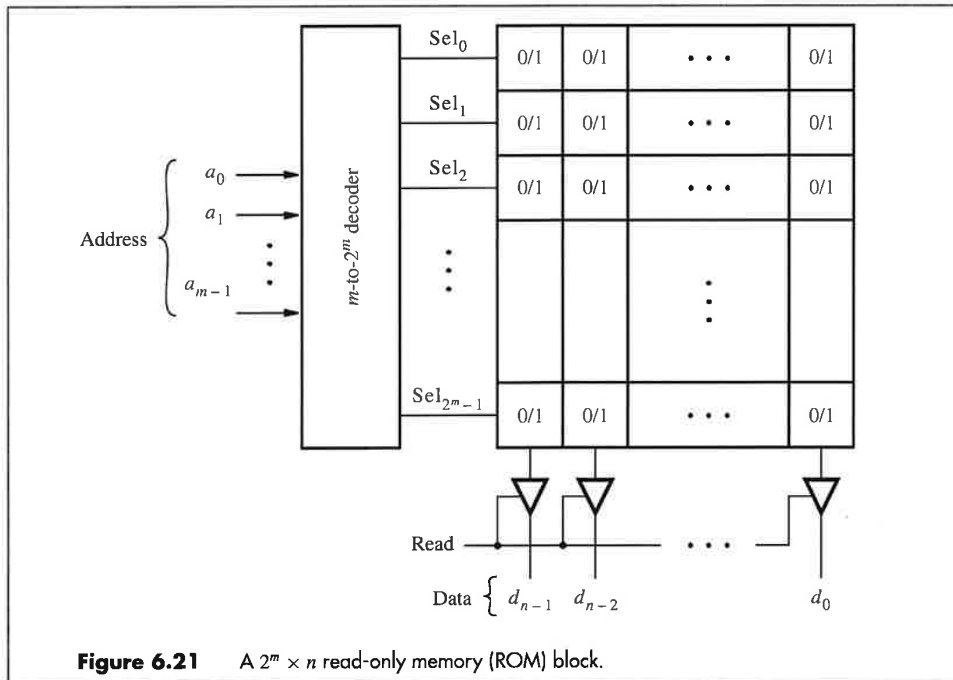 Sel₀
0/1 0/1 • • • 0/1
Sel₁
0/1 0/1 • • • 0/1
Sel₂
0/1 0/1 • • • 0/1
Address
a₀
a₁
aₘ₋₁
m-to-2ᵐ decoder
Sel₂ᵐ₋₁
0/1 0/1 • • • 0/1
Read • • •
Data { dₙ₋₁ dₙ₋₂ d₀
Figure 6.21 A 2ᵐ × n read-only memory (ROM) block.